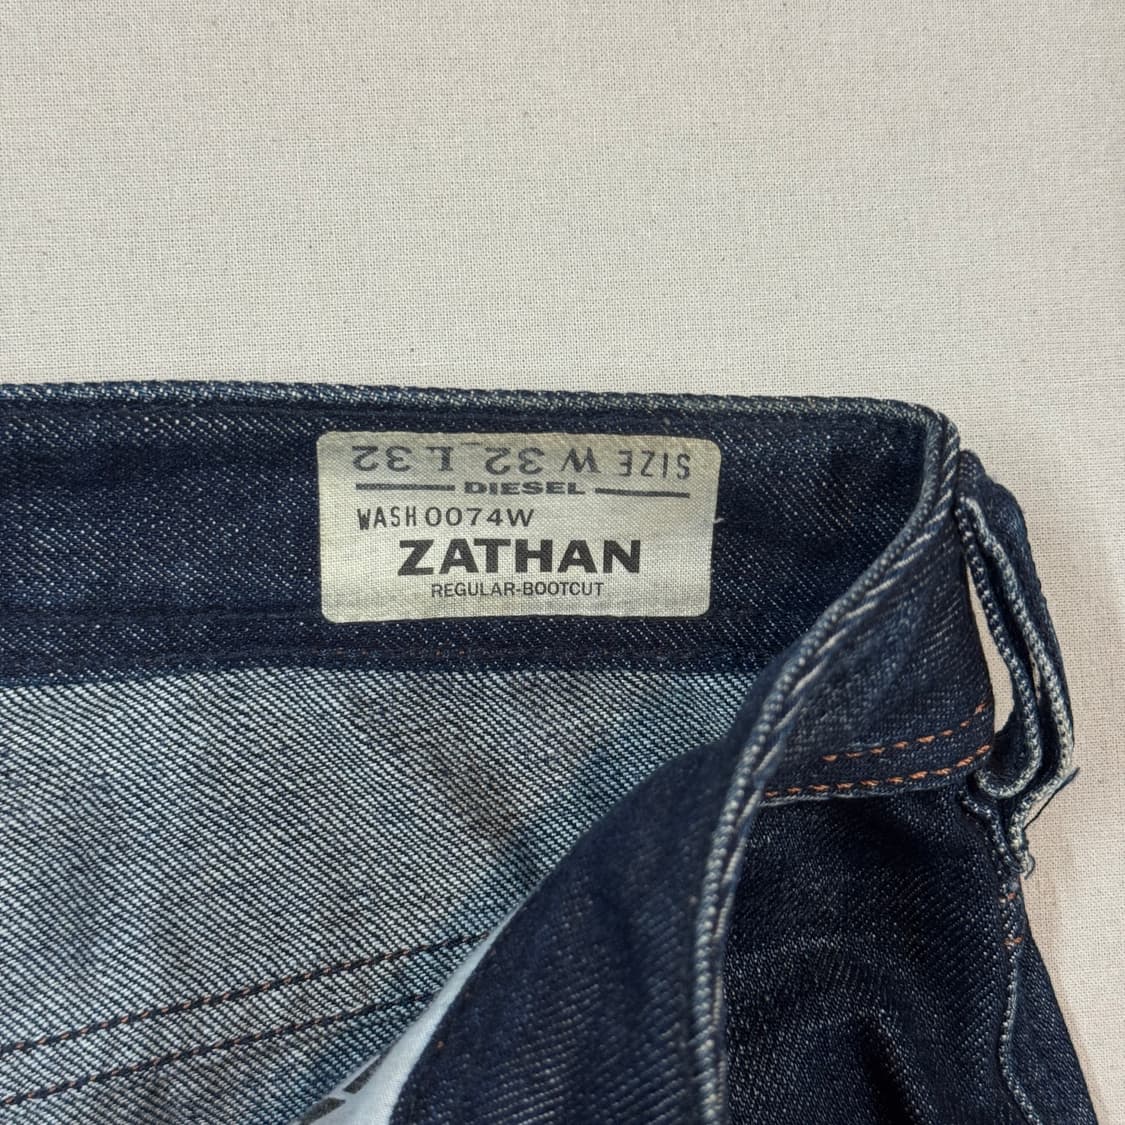 SIZE W 32 L 32
DIESEL
WASH 0074W
ZATHAN
REGULAR-BOOTCUT